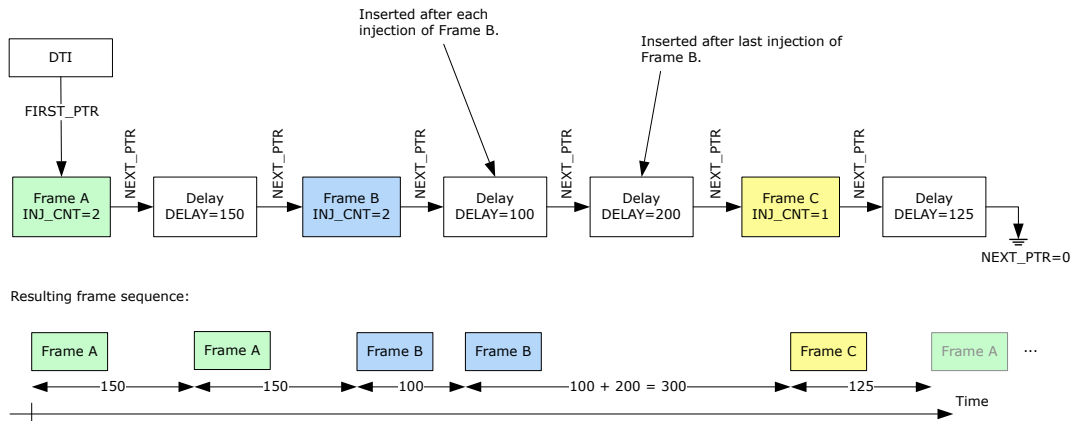 Inserted after each
injection of Frame B.
Inserted after last injection of
Frame B.
DTI
FIRST_PTR
NEXT_PTR
NEXT_PTR
NEXT_PTR
NEXT_PTR
NEXT_PTR
NEXT_PTR
Frame A
INJ_CNT=2
Delay
DELAY=150
Frame B
INJ_CNT=2
Delay
DELAY=100
Delay
DELAY=200
Frame C
INJ_CNT=1
Delay
DELAY=125
NEXT_PTR=0
Resulting frame sequence:
Frame A
Frame A
Frame B
Frame B
Frame C
Frame A
...
150
150
100
100 + 200 = 300
125
Time